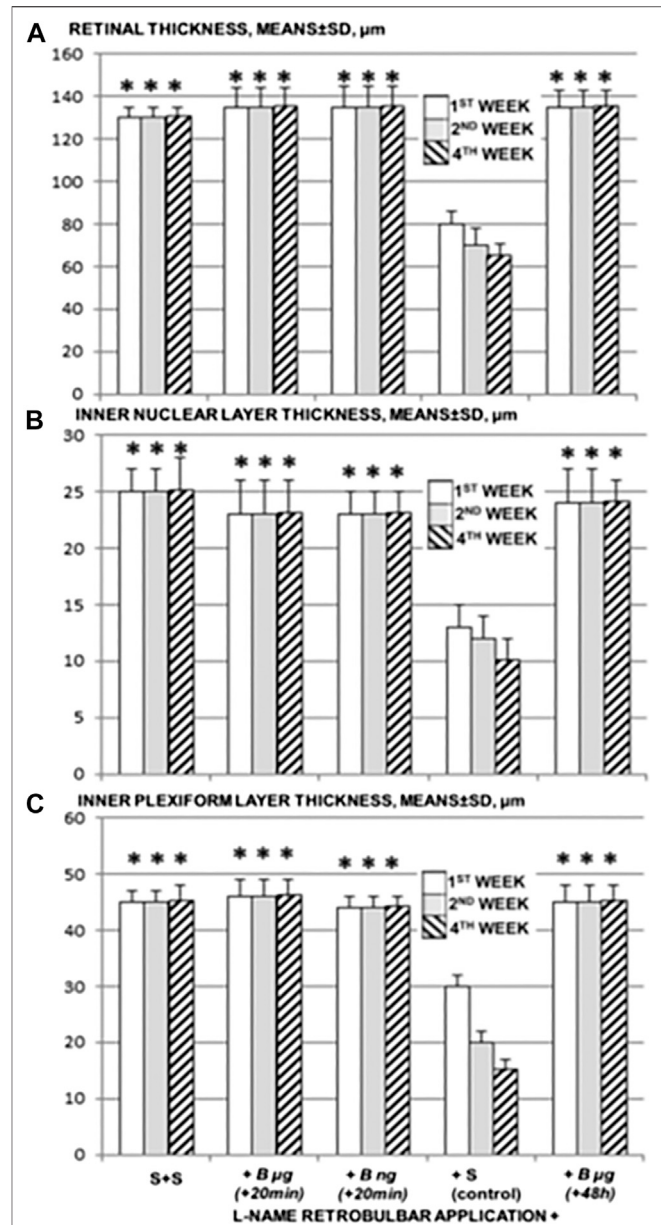 A RETINAL THICKNESS, MEANS±SD, µm
160
140
120
100
80
60
40
20
0
* * * * * * * * * * * *
1ST WEEK
2ND WEEK
4TH WEEK
B INNER NUCLEAR LAYER THICKNESS, MEANS±SD, µm
30
25
20
15
10
5
0
* * * * * * * * * * * *
1ST WEEK
2ND WEEK
4TH WEEK
C INNER PLEXIFORM LAYER THICKNESS, MEANS±SD, µm
60
50
40
30
20
10
0
* * * * * * * * * * * *
1ST WEEK
2ND WEEK
4TH WEEK
S+S + B µg + B ng + S + B µg
(+20min) (+20min) (control) (+48h)
L-NAME RETROBULBAR APPLICATION +